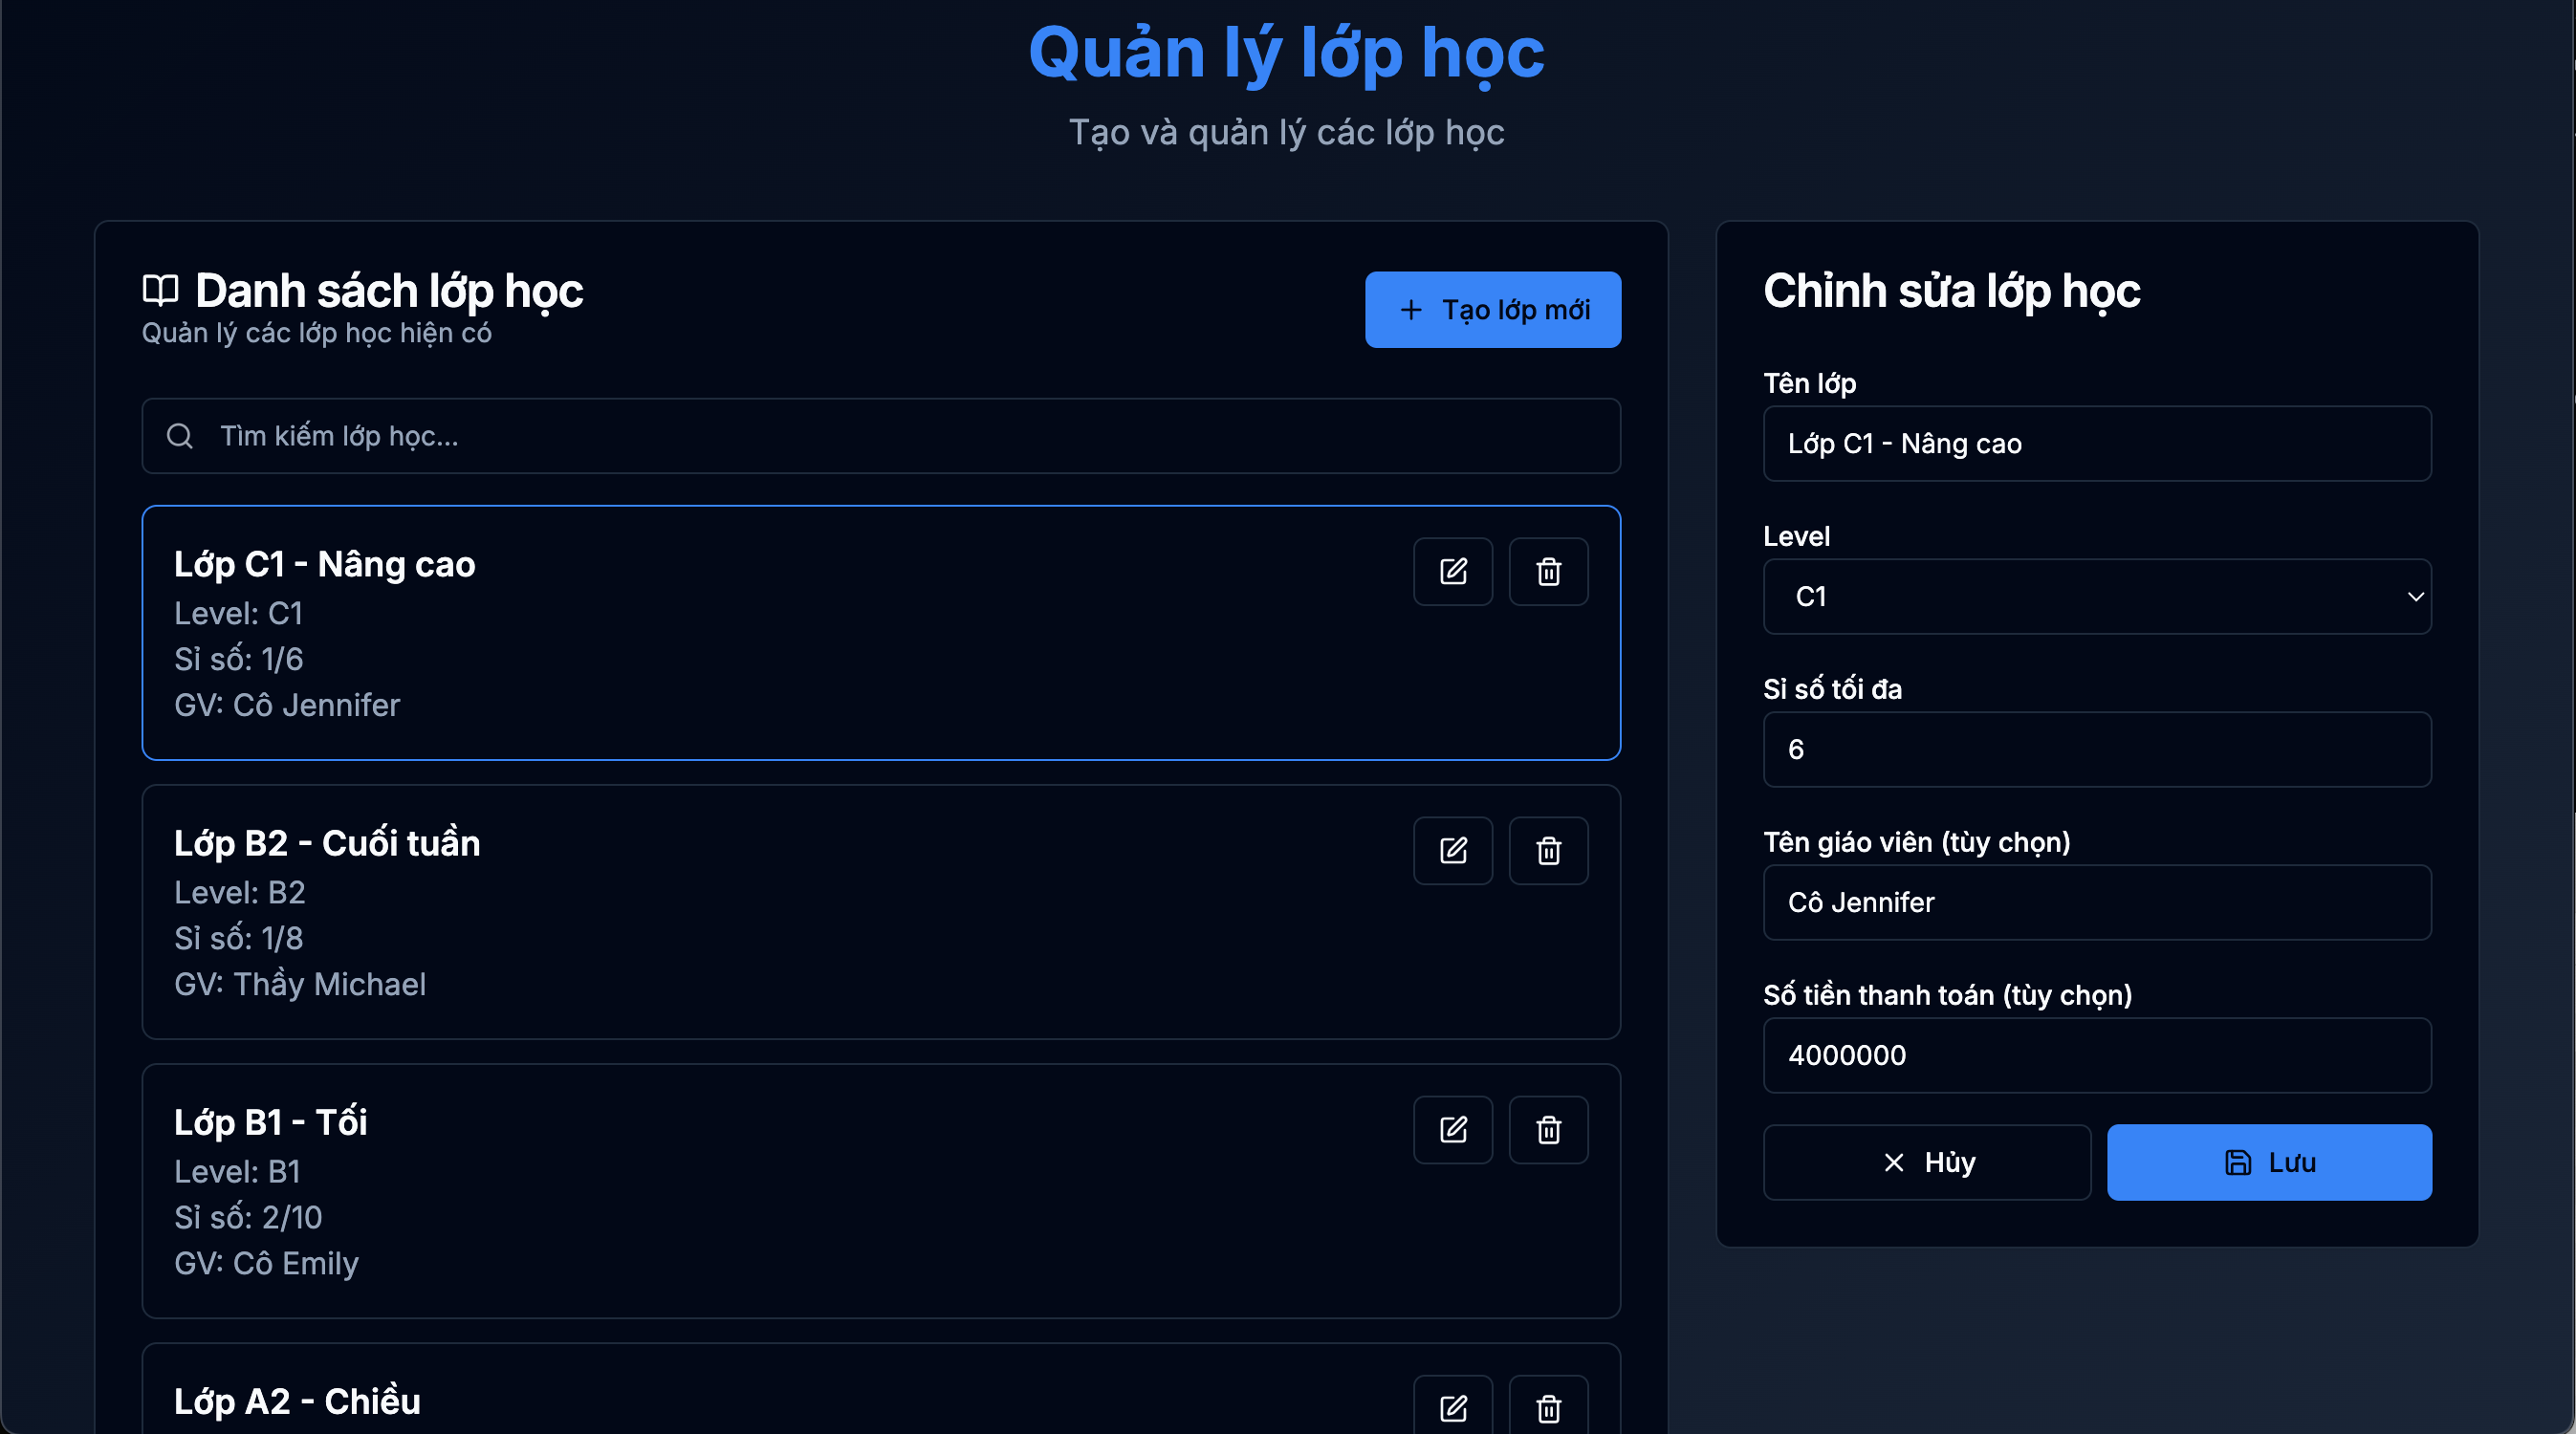 Quản lý lớp học
Tạo và quản lý các lớp học
Danh sách lớp học
Quản lý các lớp học hiện có
Tạo lớp mới
Tìm kiếm lớp học...
Lớp C1 - Nâng cao
Level: C1
Sỉ số: 1/6
GV: Cô Jennifer
Lớp B2 - Cuối tuần
Level: B2
Sỉ số: 1/8
GV: Thầy Michael
Lớp B1 - Tối
Level: B1
Sỉ số: 2/10
GV: Cô Emily
Lớp A2 - Chiều
Chỉnh sửa lớp học
Tên lớp
Lớp C1 - Nâng cao
Level
C1
Sỉ số tối đa
6
Tên giáo viên (tùy chọn)
Cô Jennifer
Số tiền thanh toán (tùy chọn)
4000000
Hủy
Lưu